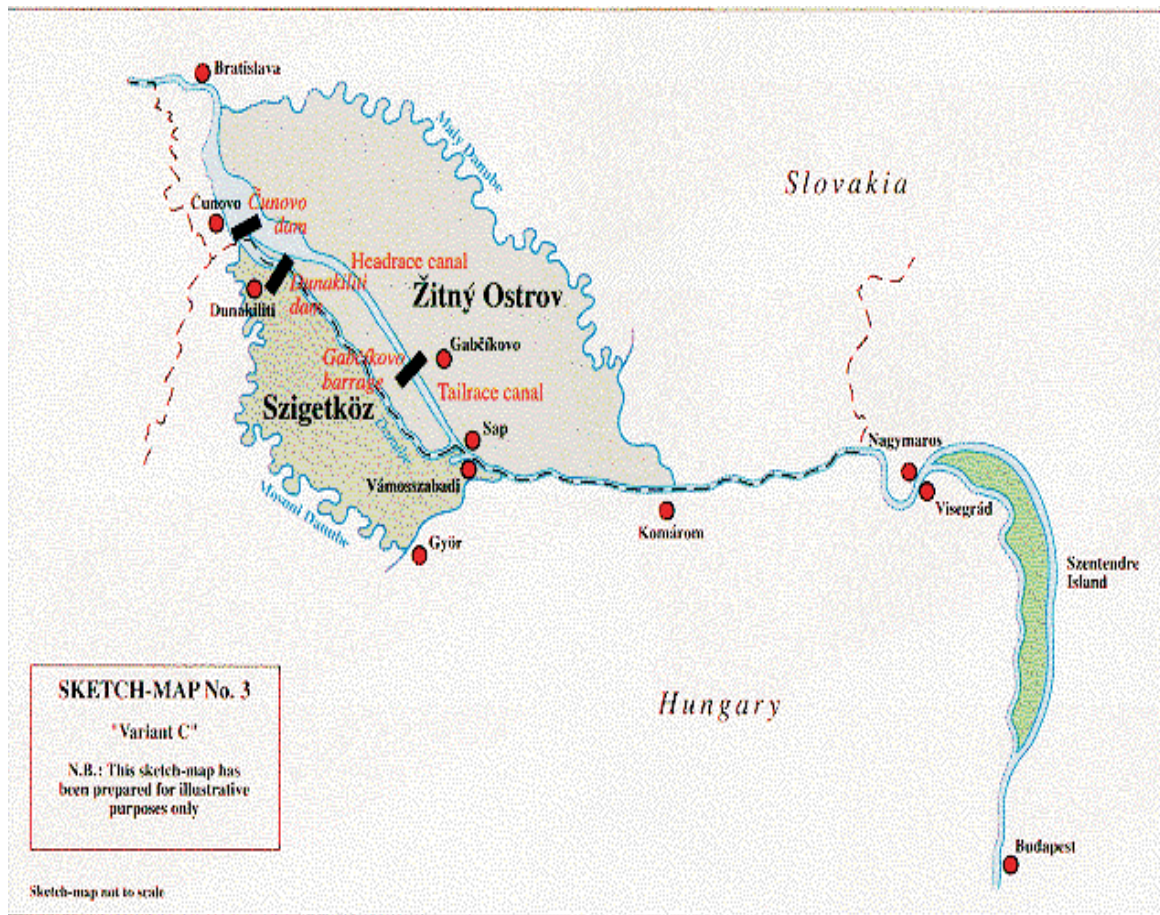 Bratislava
Maly Danube
Slovakia
Čunovo
Čunovo
dam
Headrace canal
Žitný Ostrov
Dunakiliti
Dunakiliti
dam
Gabčíkovo
Gabčíkovo
barrage
Tailrace canal
Szigetköz
Danube
Sap
Nagymaros
Vámosszabadi
Visegrád
Mosoni Danube
Komárom
Györ
Szentendre
Island
SKETCH-MAP No. 3
"Variant C"
N.B.: This sketch-map has
been prepared for illustrative
purposes only
Hungary
Budapest
Sketch-map not to scale